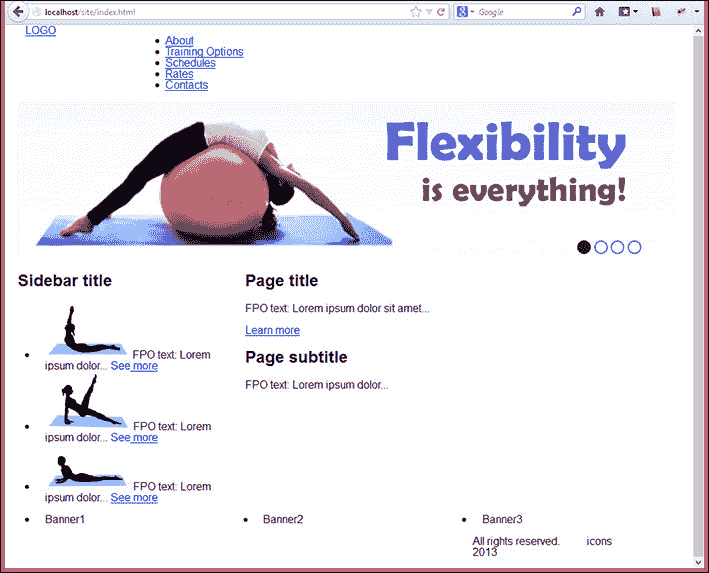 localhost/site/index.html
Google
LOGO
About
Training Options
Schedules
Rates
Contacts
Flexibility
is everything!
Sidebar title
FPO text: Lorem
ipsum dolor... See more
FPO text: Lorem
ipsum dolor... See more
FPO text: Lorem
ipsum dolor... See more
Page title
FPO text: Lorem ipsum dolor sit amet...
Learn more
Page subtitle
FPO text: Lorem ipsum dolor...
Banner1
Banner2
Banner3
All rights reserved.
2013
icons